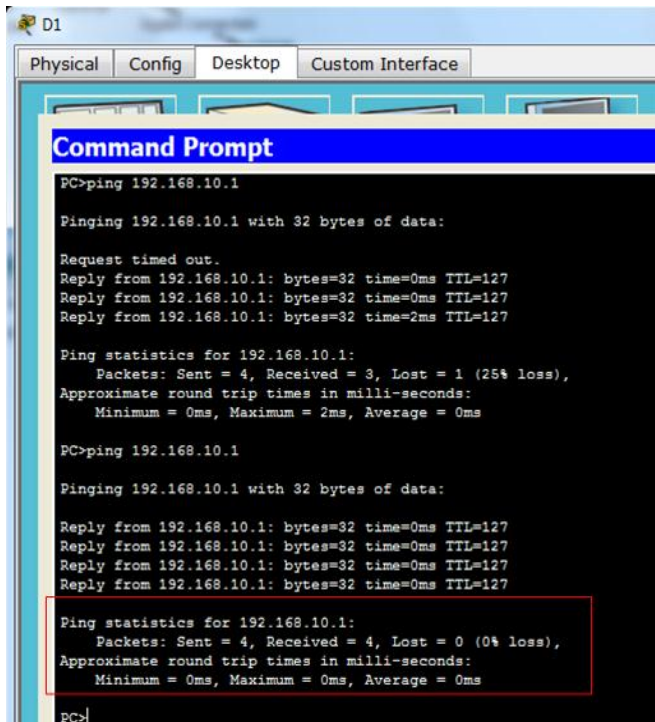 D1
Physical Config Desktop Custom Interface
Command Prompt
PC>ping 192.168.10.1
Pinging 192.168.10.1 with 32 bytes of data:
Request timed out.
Reply from 192.168.10.1: bytes=32 time=0ms TTL=127
Reply from 192.168.10.1: bytes=32 time=0ms TTL=127
Reply from 192.168.10.1: bytes=32 time=2ms TTL=127
Ping statistics for 192.168.10.1:
Packets: Sent = 4, Received = 3, Lost = 1 (25% loss),
Approximate round trip times in milli-seconds:
Minimum = 0ms, Maximum = 2ms, Average = 0ms
PC>ping 192.168.10.1
Pinging 192.168.10.1 with 32 bytes of data:
Reply from 192.168.10.1: bytes=32 time=0ms TTL=127
Reply from 192.168.10.1: bytes=32 time=0ms TTL=127
Reply from 192.168.10.1: bytes=32 time=0ms TTL=127
Reply from 192.168.10.1: bytes=32 time=0ms TTL=127
Ping statistics for 192.168.10.1:
Packets: Sent = 4, Received = 4, Lost = 0 (0% loss),
Approximate round trip times in milli-seconds:
Minimum = 0ms, Maximum = 0ms, Average = 0ms
PC>